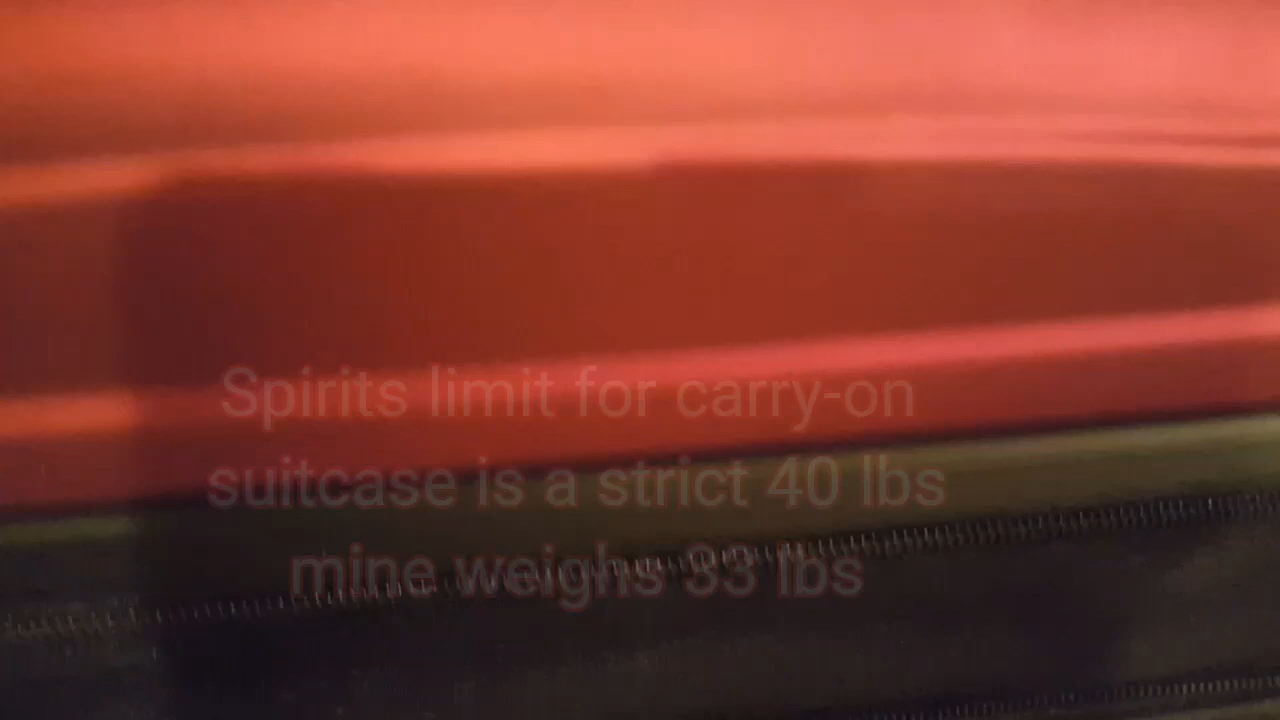 Spirits limit for carry-on
suitcase is a strict 40 lbs
mine weighs 33 lbs